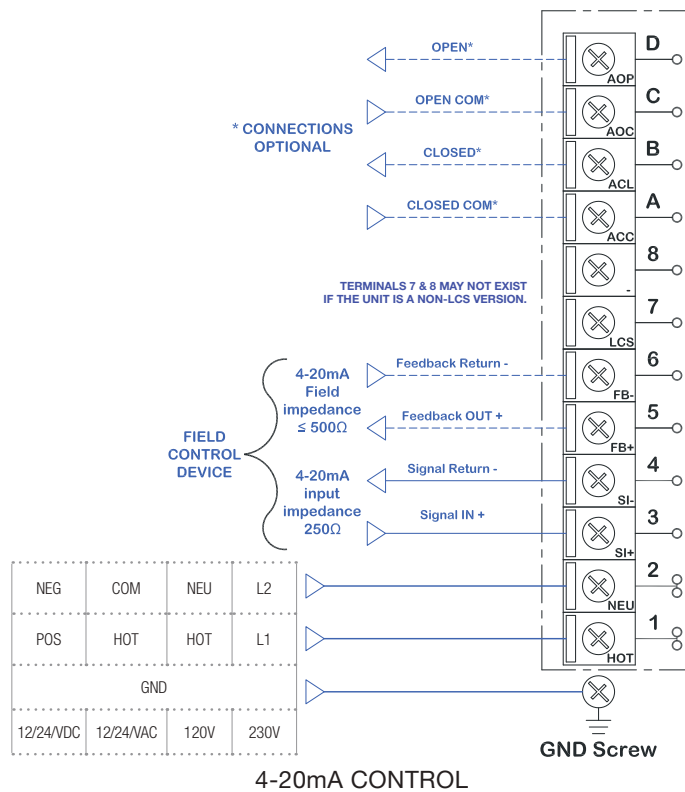 OPEN*
D
AOP
OPEN COM*
C
AOC
* CONNECTIONS
OPTIONAL
CLOSED*
B
ACL
CLOSED COM*
A
ACC
8
-
TERMINALS 7 & 8 MAY NOT EXIST
IF THE UNIT IS A NON-LCS VERSION.
7
LCS
4-20mA
Field
impedance
≤ 500Ω
Feedback Return -
6
FB-
Feedback OUT +
5
FB+
FIELD
CONTROL
DEVICE
4-20mA
input
impedance
250Ω
Signal Return -
4
SI-
Signal IN +
3
SI+
NEG COM NEU L2
2
NEU
POS HOT HOT L1
1
HOT
GND
12/24/VDC 12/24/VAC 120V 230V
GND Screw
4-20mA CONTROL